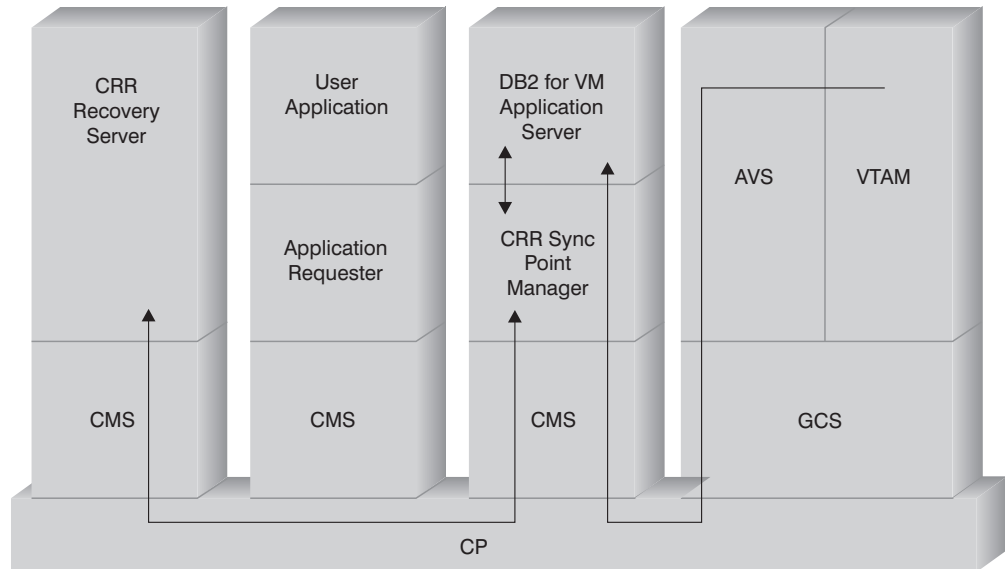 CRR
Recovery
Server
CMS
User
Application
Application
Requester
CMS
DB2 for VM
Application
Server
CRR Sync
Point
Manager
CMS
AVS
VTAM
GCS
CP